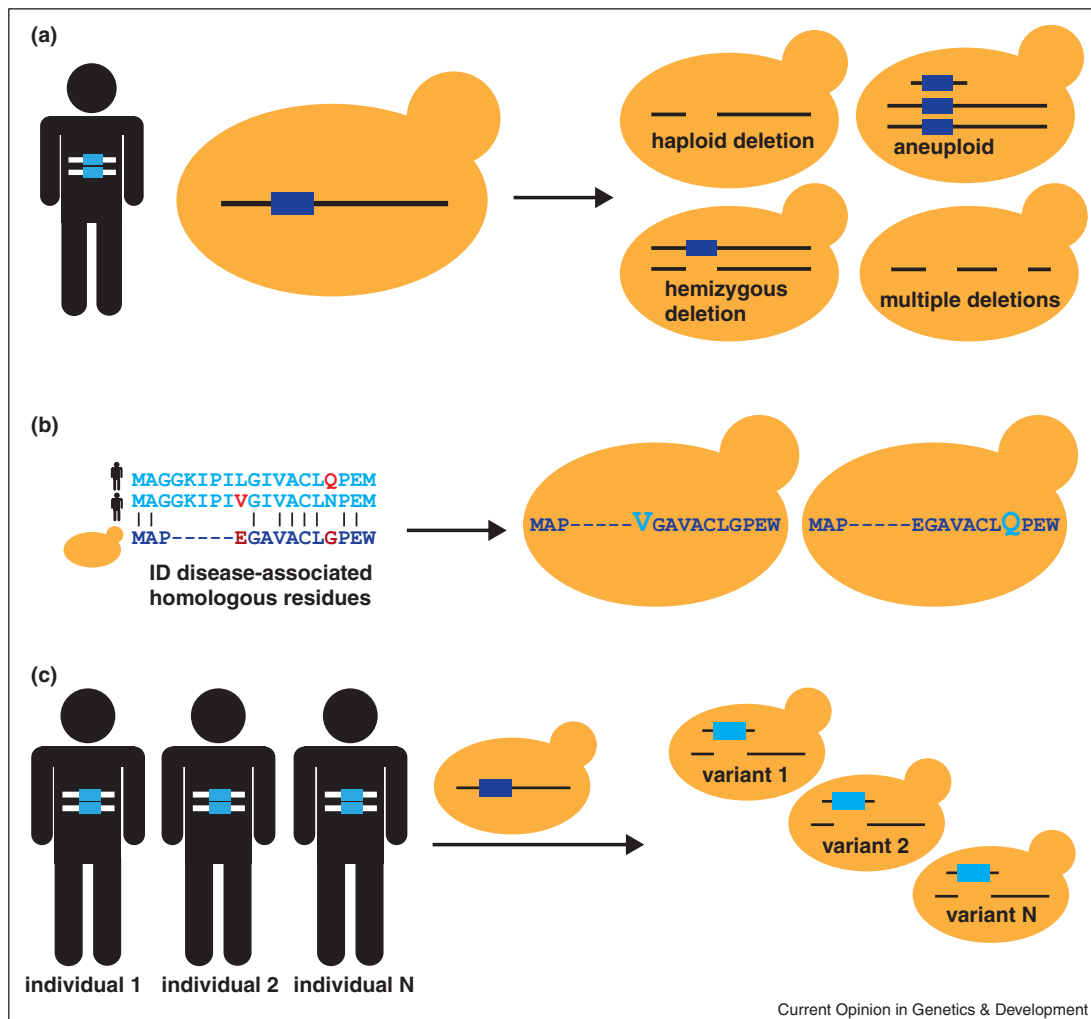 (a)
haploid deletion
aneuploid
hemizygous
deletion
multiple deletions
(b)
MAGGKIPILGIVACLQPEM
MAGGKIPIVGIVACLNPEM
MAP-----EGAVACLGPEW
ID disease-associated
homologous residues
MAP-----VGAVACLGPEW
MAP-----EGAVACLQPEW
(c)
individual 1
individual 2
individual N
variant 1
variant 2
variant N
Current Opinion in Genetics & Development